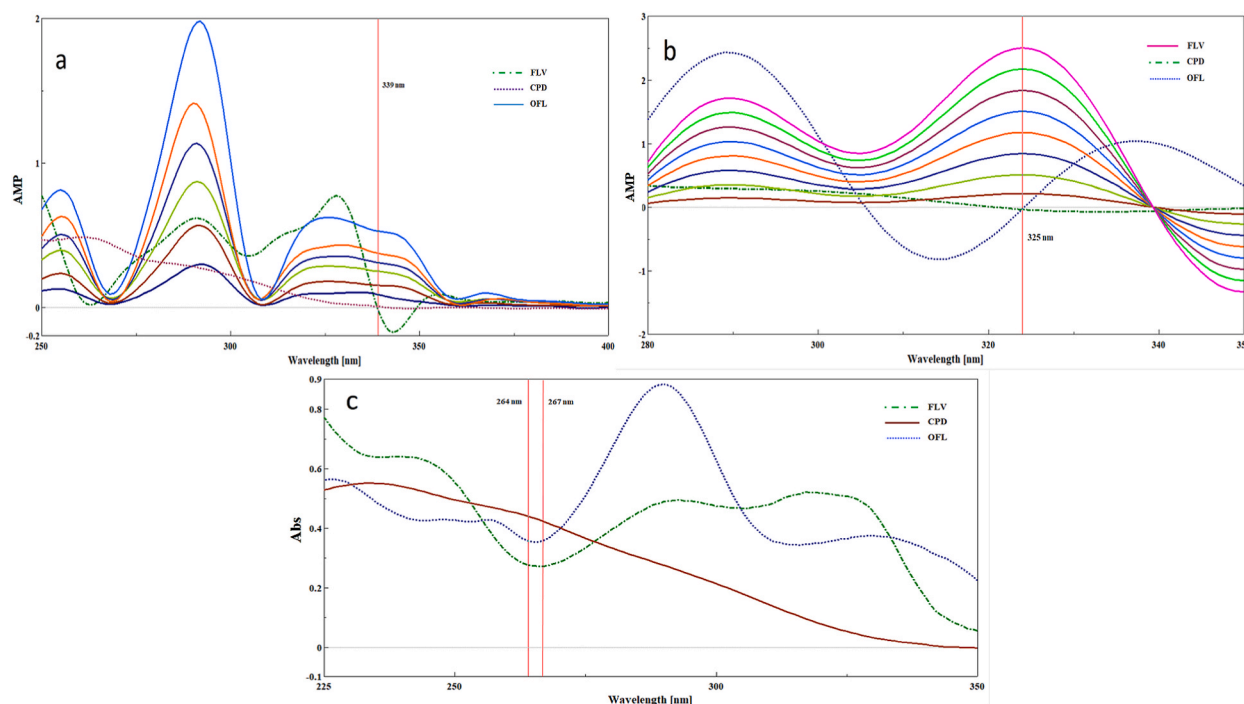 a
2
1
0
-0.2
AMP
250
300
350
400
Wavelength [nm]
FLV
CPD
OFL
339 nm
b
3
2
1
0
-1
-2
AMP
280
300
320
340
350
Wavelength [nm]
FLV
CPD
OFL
325 nm
c
0.9
0.8
0.6
0.4
0.2
0
-0.1
Abs
225
250
300
350
Wavelength [nm]
264 nm
267 nm
FLV
CPD
OFL